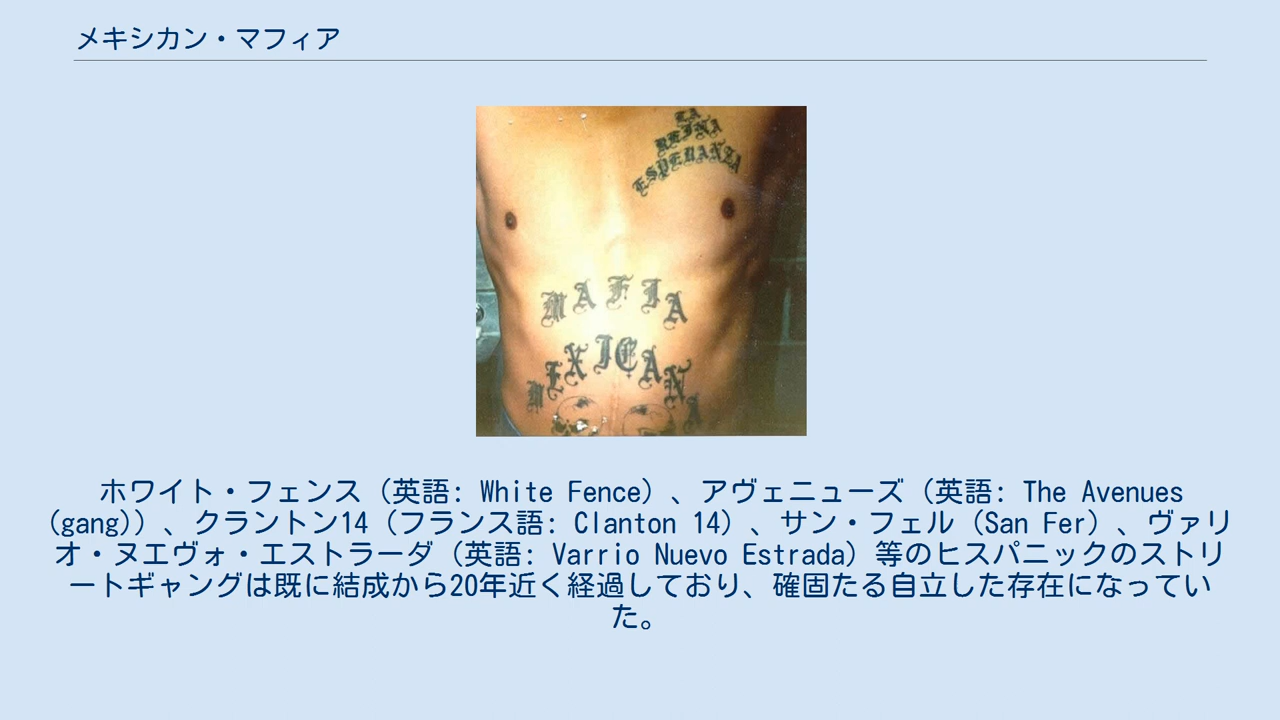 メキシカン・マフィア
LA
REINA
ESPERANZA
MAFIA
MEXICANA
ホワイト・フェンス（英語: White Fence）、アヴェニューズ（英語: The Avenues
(gang)）、クラントン14（フランス語: Clanton 14）、サン・フェル（San Fer）、ヴァリ
オ・ヌエヴォ・エストラーダ（英語: Varrio Nuevo Estrada）等のヒスパニックのストリ
ートギャングは既に結成から20年近く経過しており、確固たる自立した存在になってい
た。